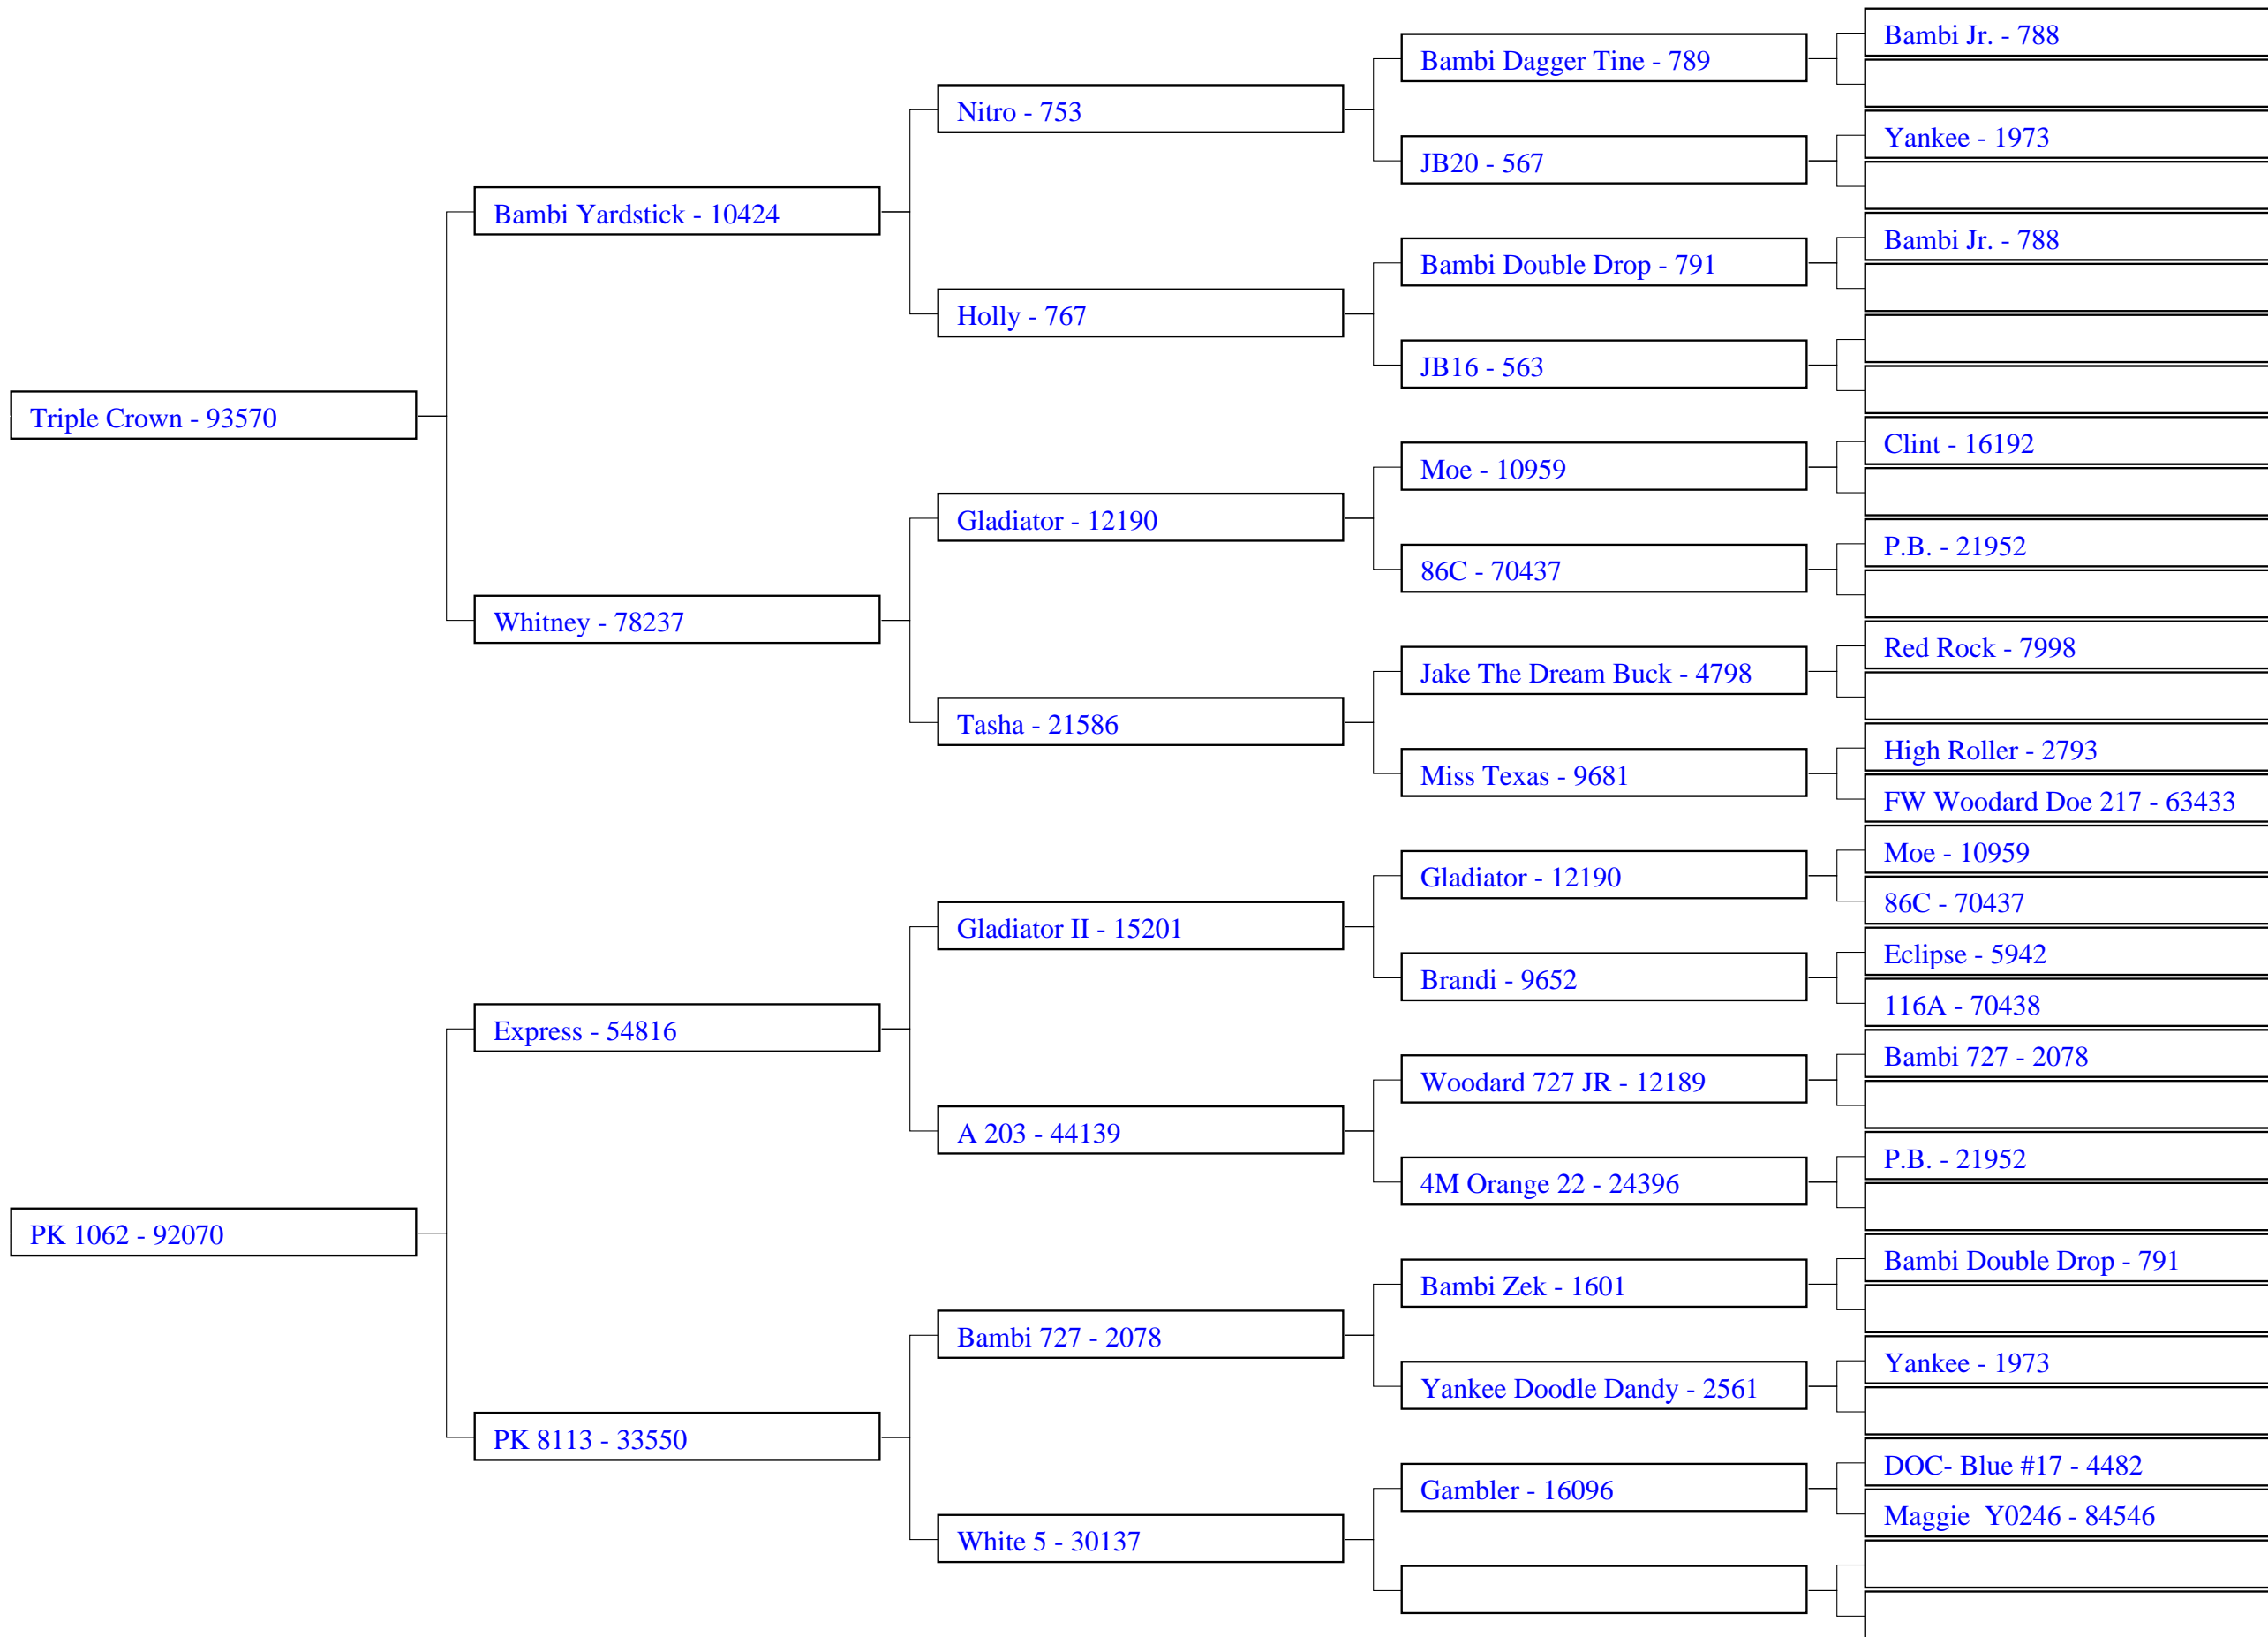 Triple Crown - 93570
PK 1062 - 92070
Bambi Yardstick - 10424
Whitney - 78237
Express - 54816
PK 8113 - 33550
Nitro - 753
Holly - 767
Gladiator - 12190
Tasha - 21586
Gladiator II - 15201
A 203 - 44139
Bambi 727 - 2078
White 5 - 30137
Bambi Dagger Tine - 789
JB20 - 567
Bambi Double Drop - 791
JB16 - 563
Moe - 10959
86C - 70437
Jake The Dream Buck - 4798
Miss Texas - 9681
Gladiator - 12190
Brandi - 9652
Woodard 727 JR - 12189
4M Orange 22 - 24396
Bambi Zek - 1601
Yankee Doodle Dandy - 2561
Gambler - 16096
Bambi Jr. - 788
Yankee - 1973
Bambi Jr. - 788
Clint - 16192
P.B. - 21952
Red Rock - 7998
High Roller - 2793
FW Woodard Doe 217 - 63433
Moe - 10959
86C - 70437
Eclipse - 5942
116A - 70438
Bambi 727 - 2078
P.B. - 21952
Bambi Double Drop - 791
Yankee - 1973
DOC- Blue #17 - 4482
Maggie  Y0246 - 84546